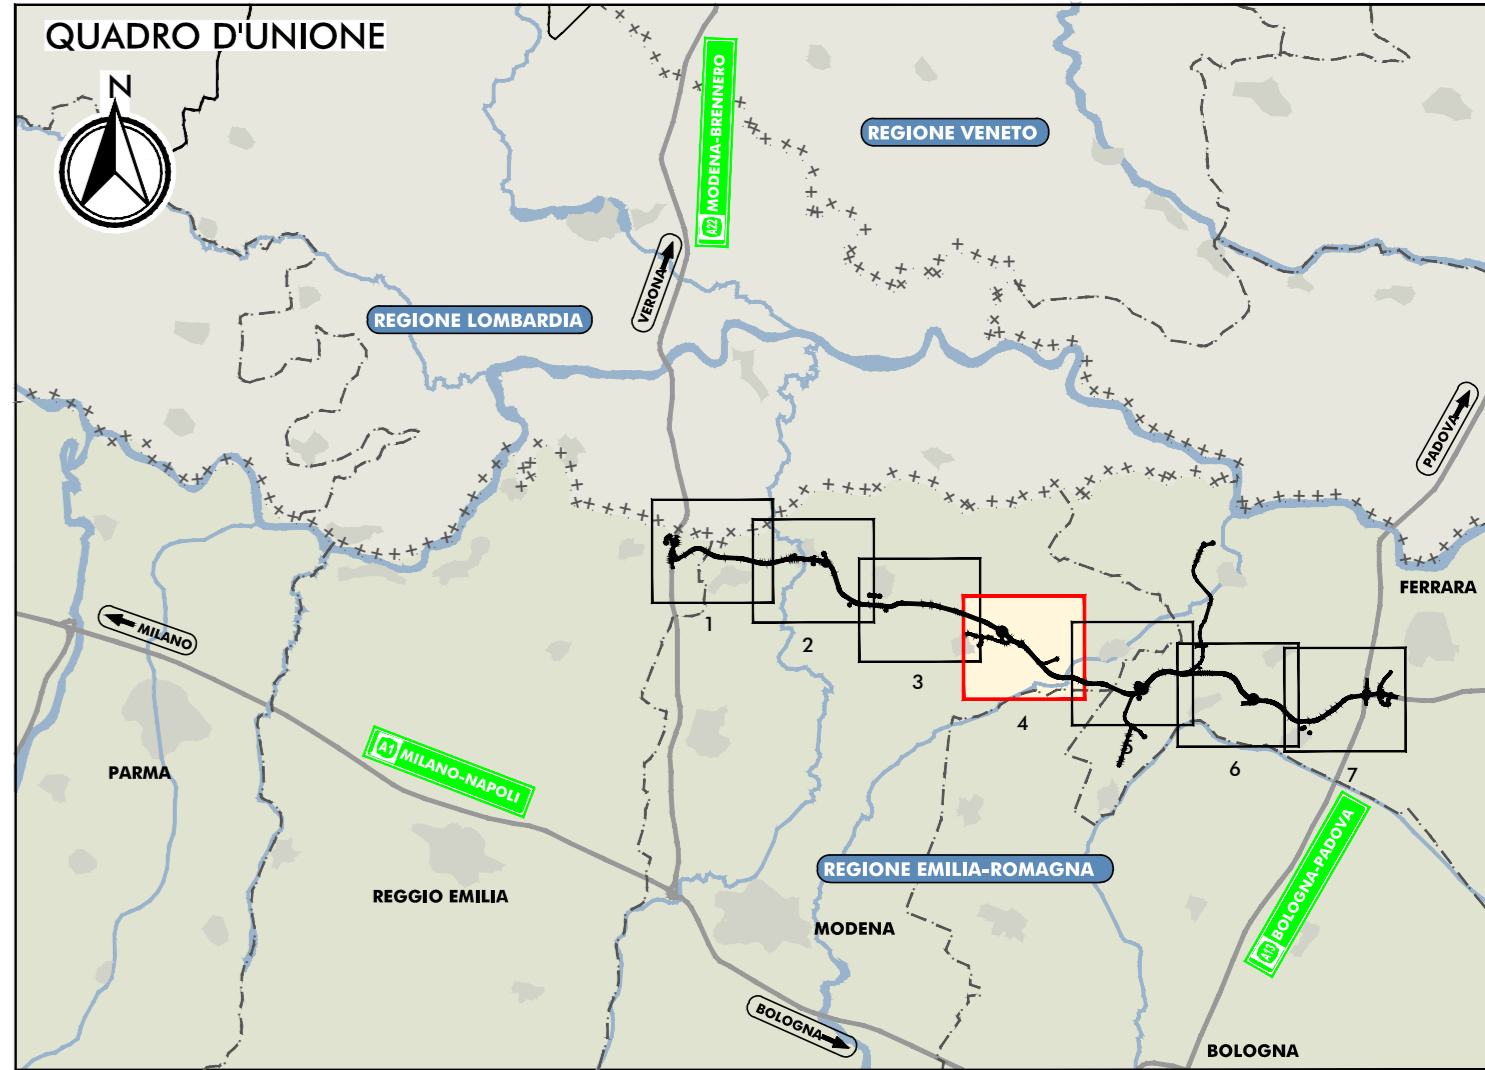 QUADRO D'UNIONE
N
A22 MODENA-BRENNERO
REGIONE VENETO
VERONA
REGIONE LOMBARDIA
PADOVA
FERRARA
MILANO
1
2
3
4
5
6
7
PARMA
A1 MILANO-NAPOLI
REGGIO EMILIA
REGIONE EMILIA-ROMAGNA
A13 BOLOGNA-PADOVA
MODENA
BOLOGNA
BOLOGNA